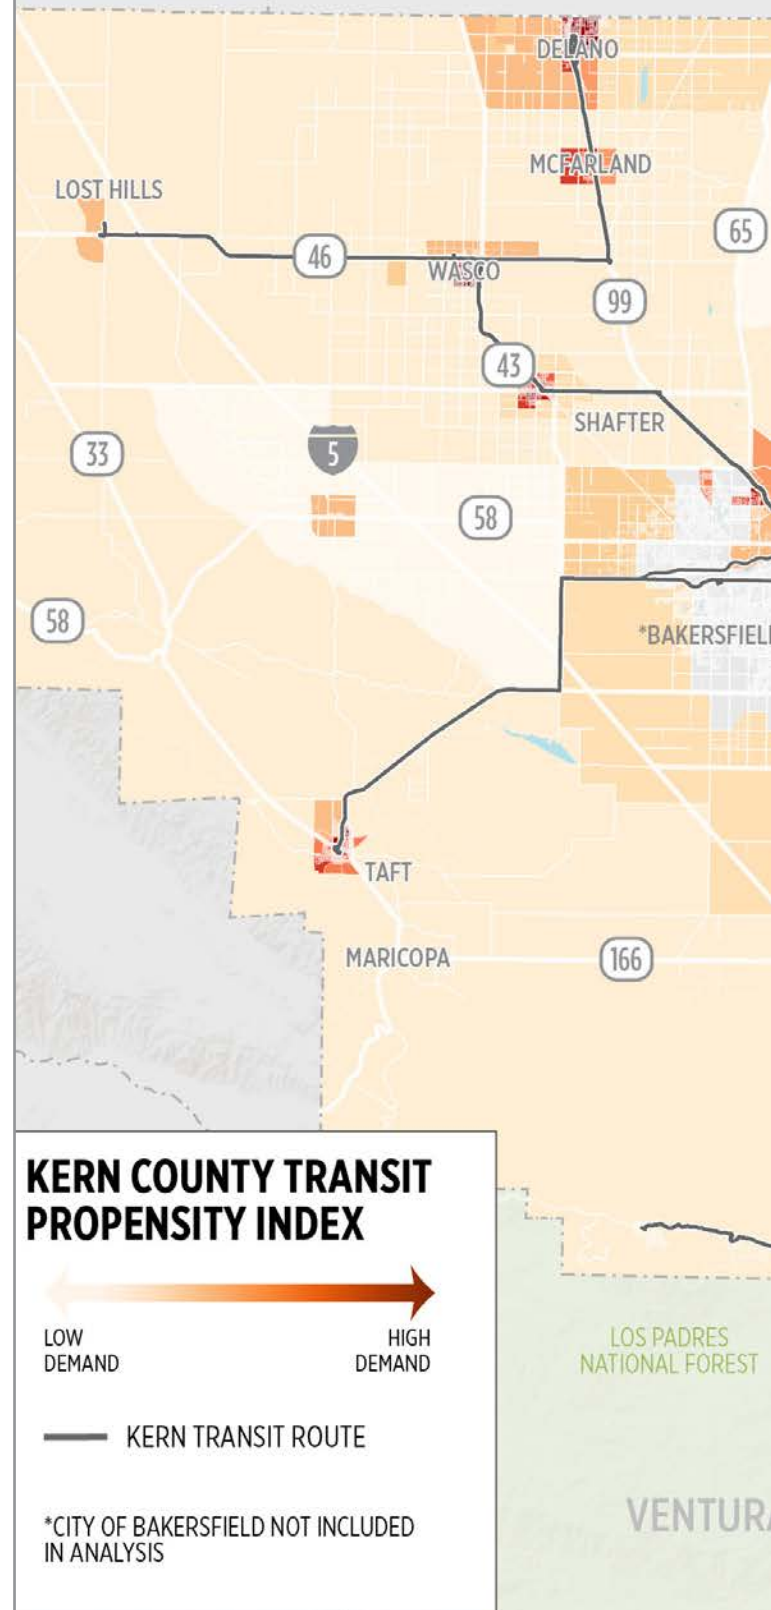 DELANO
MCFARLAND
LOST HILLS
65
46
WASCO
99
43
SHAFTER
33
5
58
58
*BAKERSFIEL
TAFT
MARICOPA
166
KERN COUNTY TRANSIT
PROPENSITY INDEX
LOW
DEMAND
HIGH
DEMAND
LOS PADRES
NATIONAL FOREST
KERN TRANSIT ROUTE
VENTURA
*CITY OF BAKERSFIELD NOT INCLUDED
IN ANALYSIS